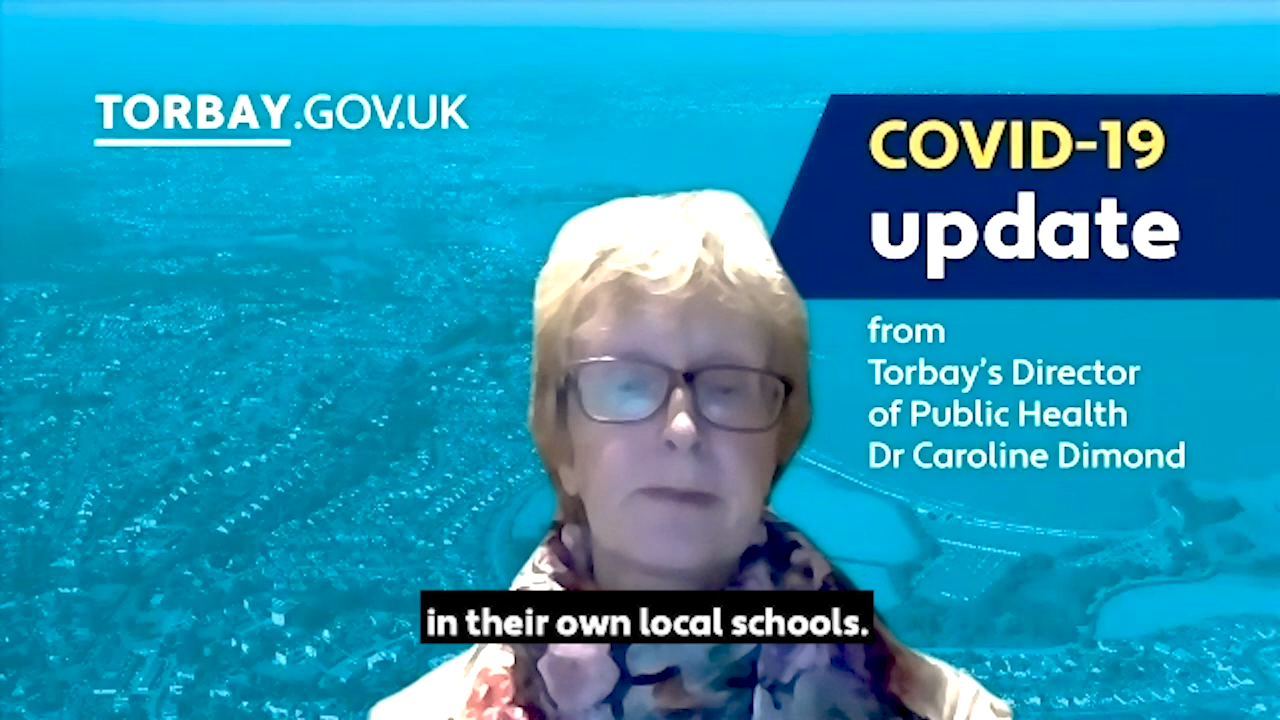 TORBAY.GOV.UK
COVID-19
update
from
Torbay's Director
of Public Health
Dr Caroline Dimond
in their own local schools.